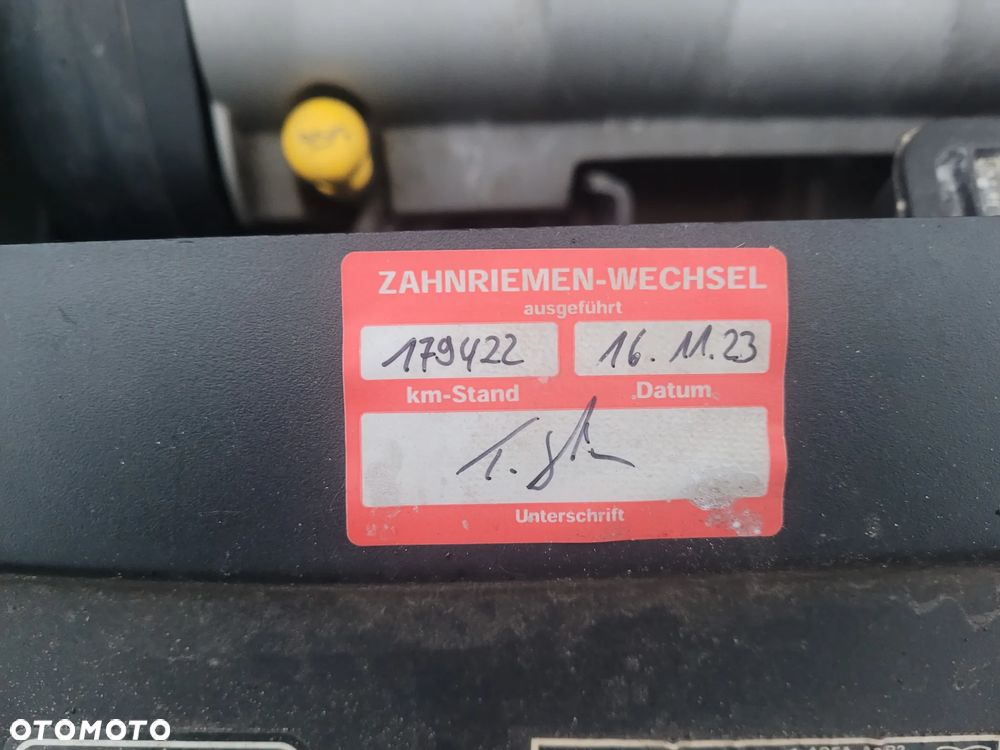 ZAHNRIEMEN-WECHSEL
ausgeführt
179422 16.11.23
km-Stand Datum
Unterschrift
OTOMOTO